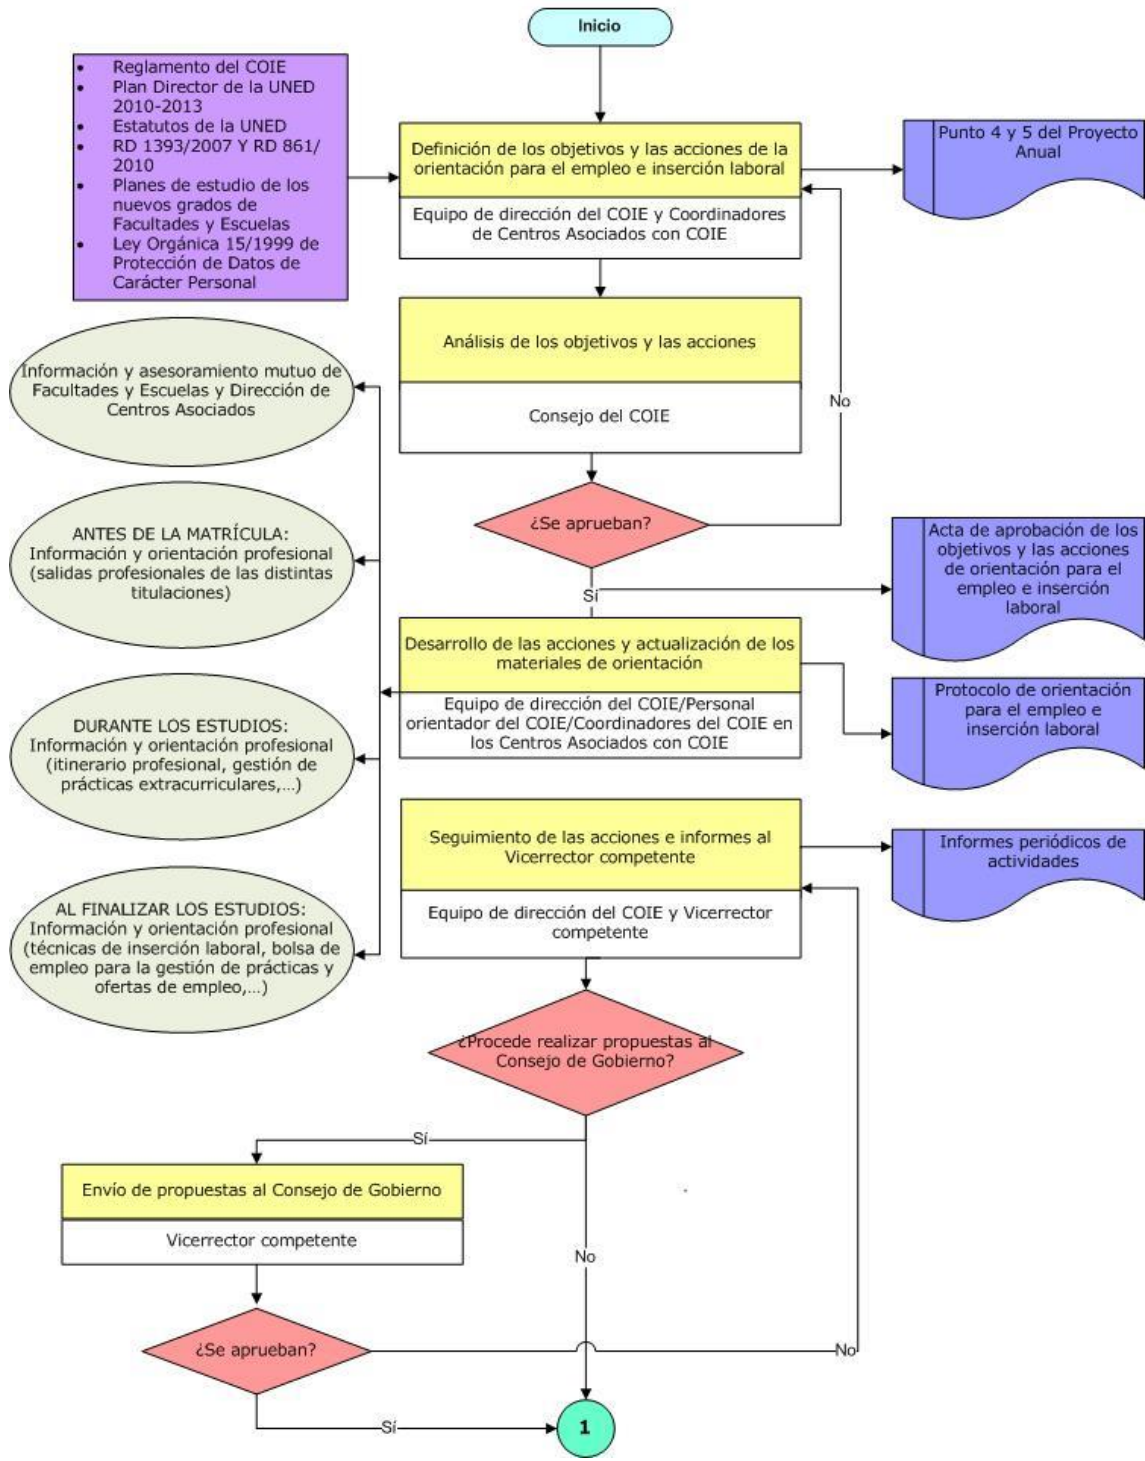 Inicio
Reglamento del COIE
Plan Director de la UNED
2010-2013
Estatutos de la UNED
RD 1393/2007 Y RD 861/
2010
Planes de estudio de los
nuevos grados de
Facultades y Escuelas
Ley Orgánica 15/1999 de
Protección de Datos de
Carácter Personal
Definición de los objetivos y las acciones de la
orientación para el empleo e inserción laboral
Equipo de dirección del COIE y Coordinadores
de Centros Asociados con COIE
Punto 4 y 5 del Proyecto
Anual
Análisis de los objetivos y las acciones
Consejo del COIE
No
Información y asesoramiento mutuo de
Facultades y Escuelas y Dirección de
Centros Asociados
¿Se aprueban?
Sí
ANTES DE LA MATRÍCULA:
Información y orientación profesional
(salidas profesionales de las distintas
titulaciones)
Acta de aprobación de los
objetivos y las acciones
de orientación para el
empleo e inserción
laboral
Desarrollo de las acciones y actualización de los
materiales de orientación
Equipo de dirección del COIE/Personal
orientador del COIE/Coordinadores del COIE en
los Centros Asociados con COIE
Protocolo de orientación
para el empleo e
inserción laboral
DURANTE LOS ESTUDIOS:
Información y orientación profesional
(itinerario profesional, gestión de
prácticas extracurriculares,...)
Seguimiento de las acciones e informes al
Vicerrector competente
Equipo de dirección del COIE y Vicerrector
competente
Informes periódicos de
actividades
AL FINALIZAR LOS ESTUDIOS:
Información y orientación profesional
(técnicas de inserción laboral, bolsa de
empleo para la gestión de prácticas y
ofertas de empleo,...)
¿Procede realizar propuestas al
Consejo de Gobierno?
Sí
Envío de propuestas al Consejo de Gobierno
Vicerrector competente
No
¿Se aprueban?
No
Sí
1